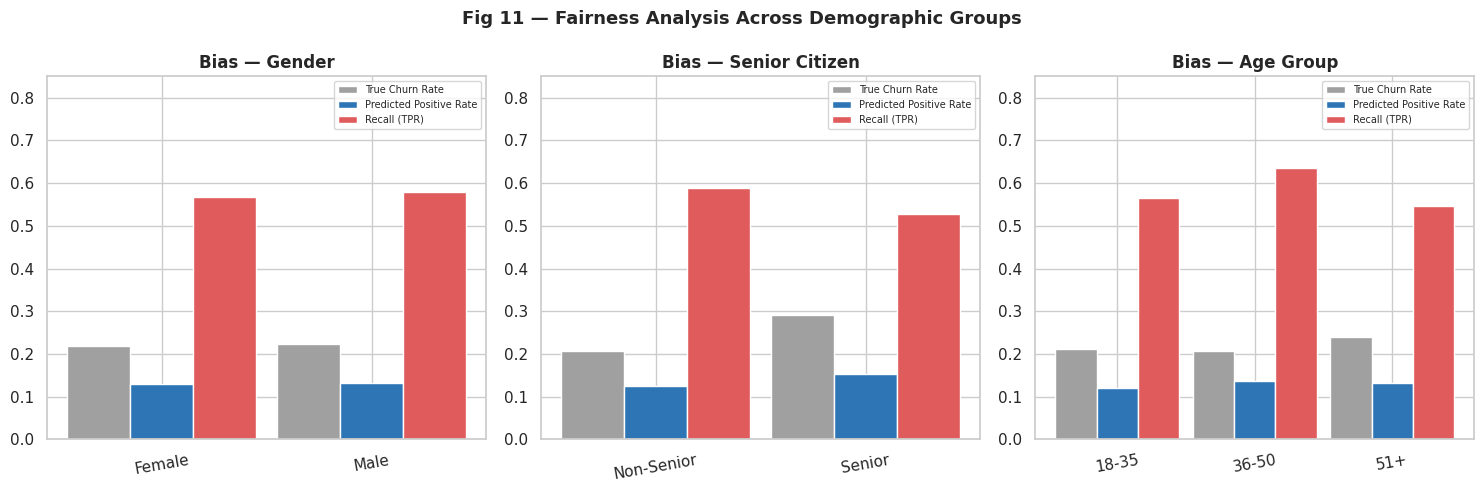 Fig 11 — Fairness Analysis Across Demographic Groups
Bias — Gender
True Churn Rate
Predicted Positive Rate
Recall (TPR)
0.8
0.7
0.6
0.5
0.4
0.3
0.2
0.1
0.0
Female
Male
Bias — Senior Citizen
True Churn Rate
Predicted Positive Rate
Recall (TPR)
0.8
0.7
0.6
0.5
0.4
0.3
0.2
0.1
0.0
Non-Senior
Senior
Bias — Age Group
True Churn Rate
Predicted Positive Rate
Recall (TPR)
0.8
0.7
0.6
0.5
0.4
0.3
0.2
0.1
0.0
18-35
36-50
51+